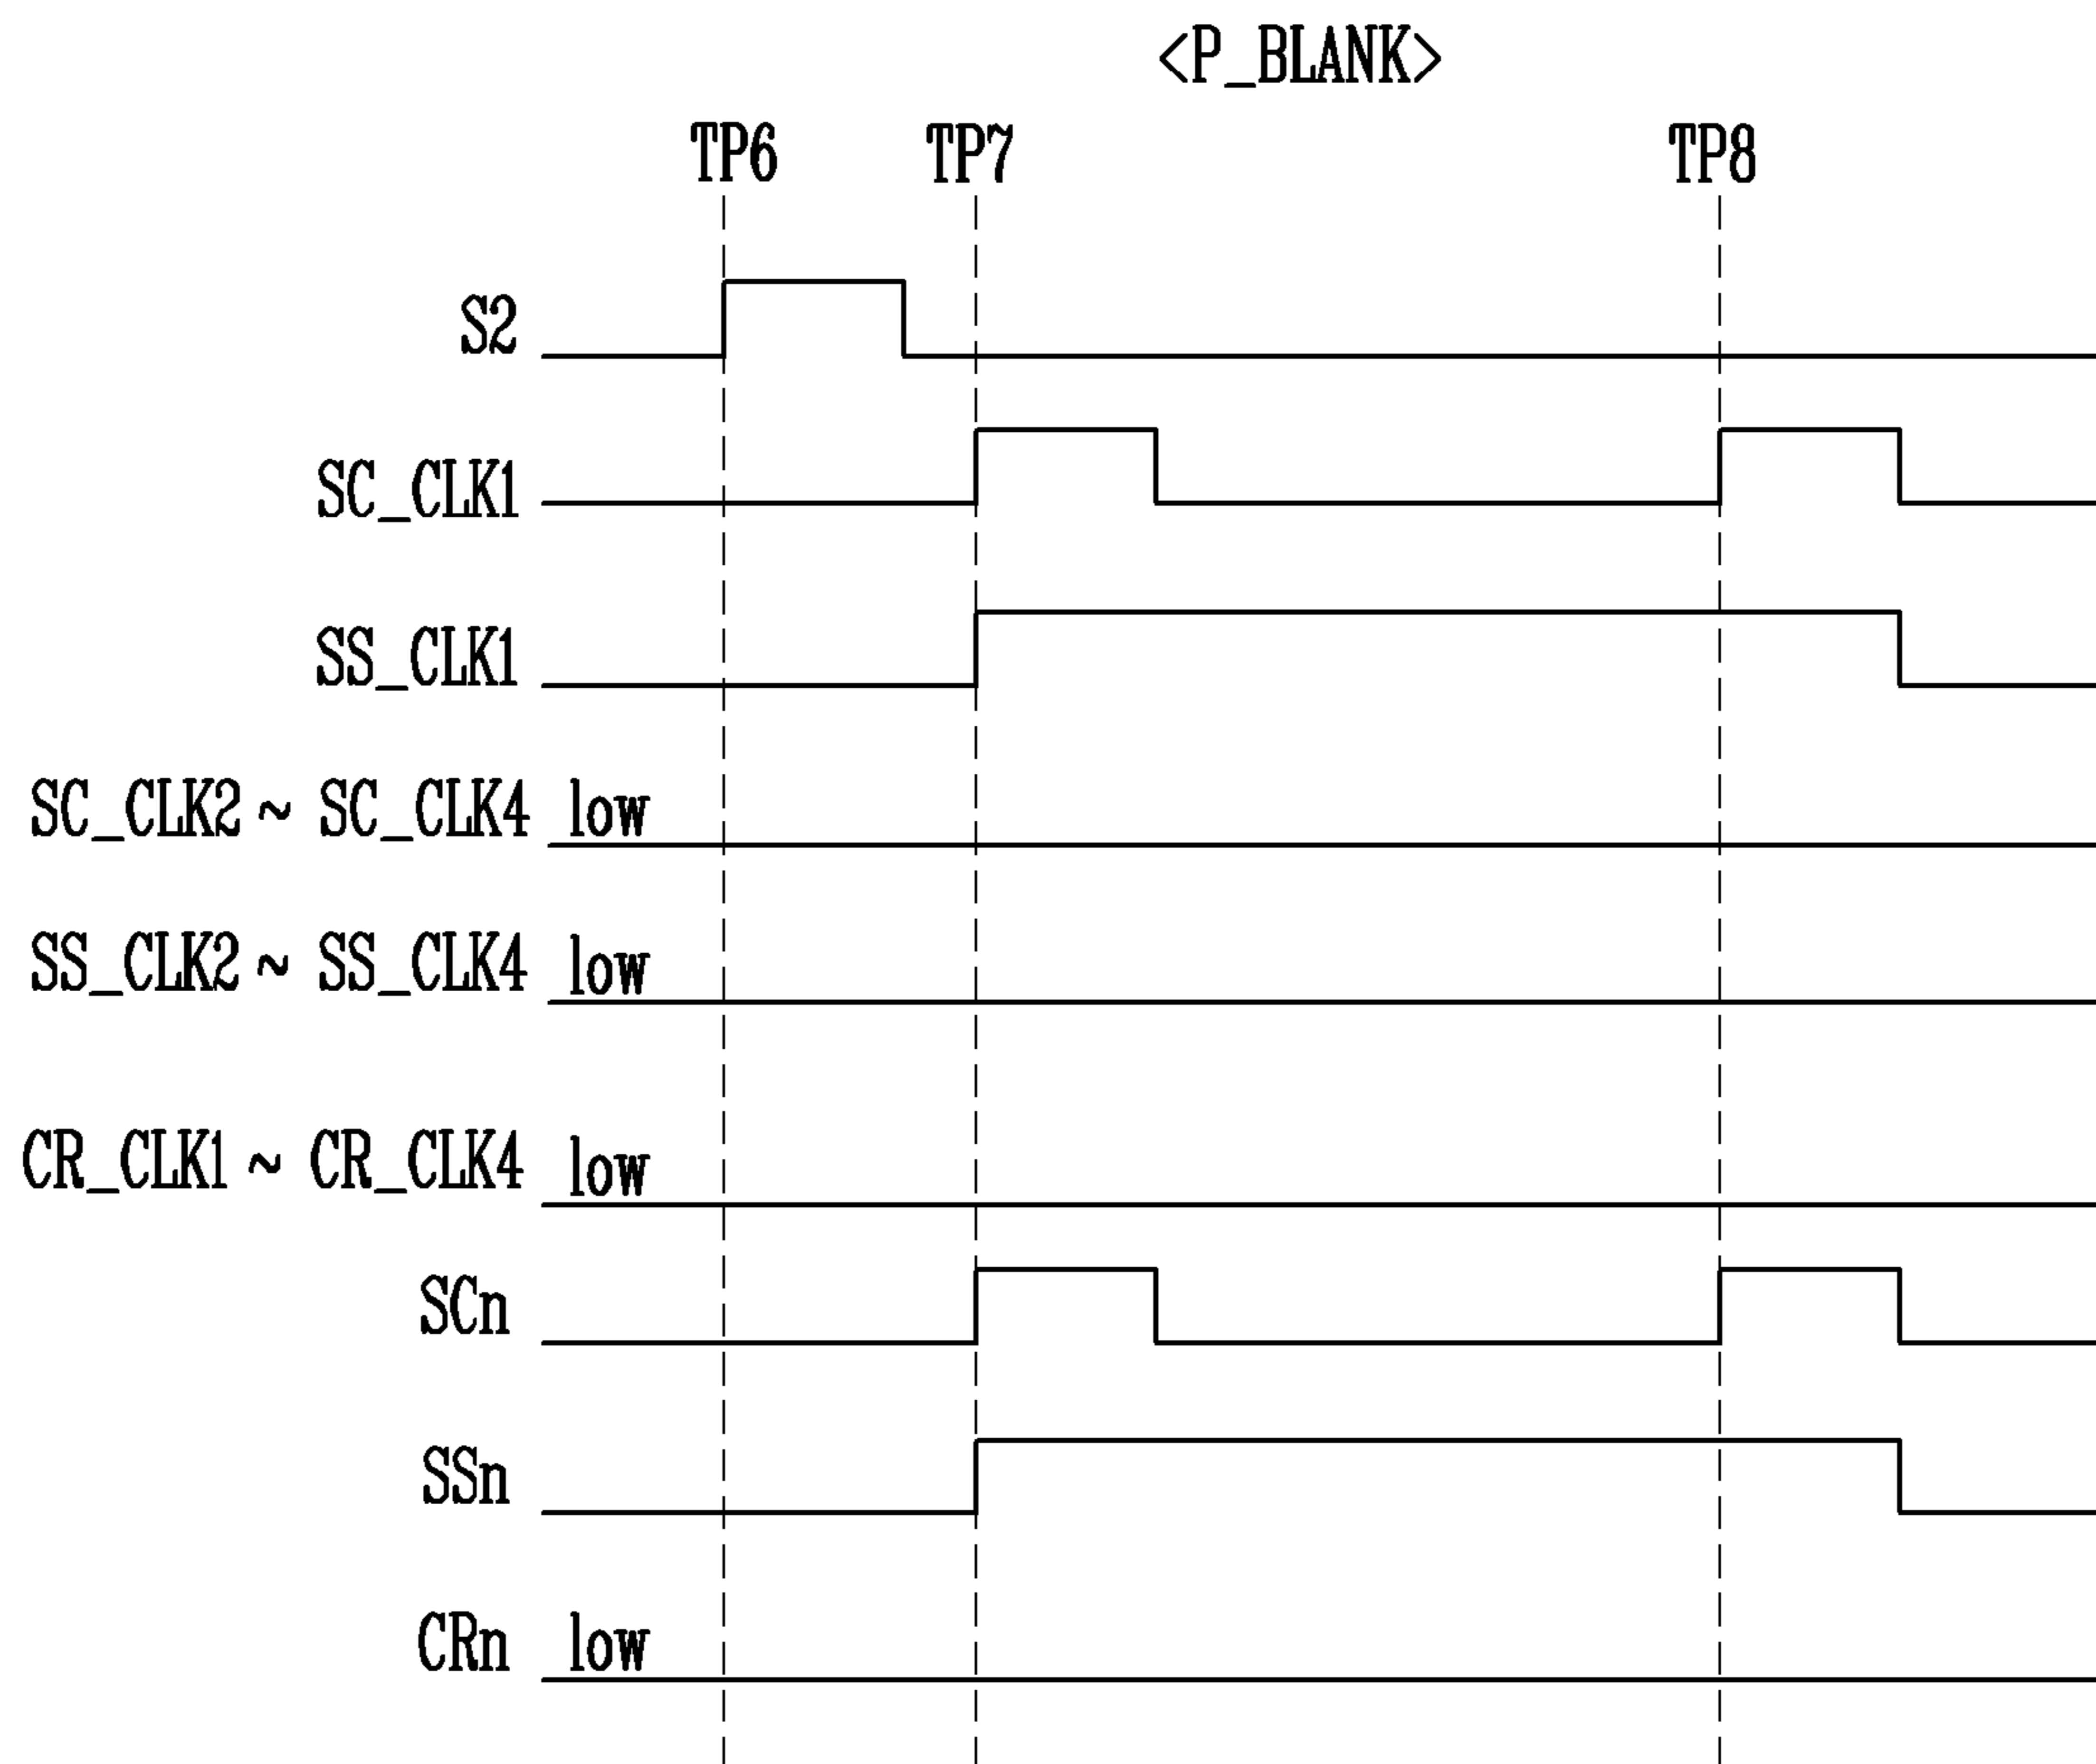 <P_BLANK>
TP6 TP7 TP8
S2
SC_CLK1
SS_CLK1
SC_CLK2 ~ SC_CLK4 low
SS_CLK2 ~ SS_CLK4 low
CR_CLK1 ~ CR_CLK4 low
SCn
SSn
CRn low